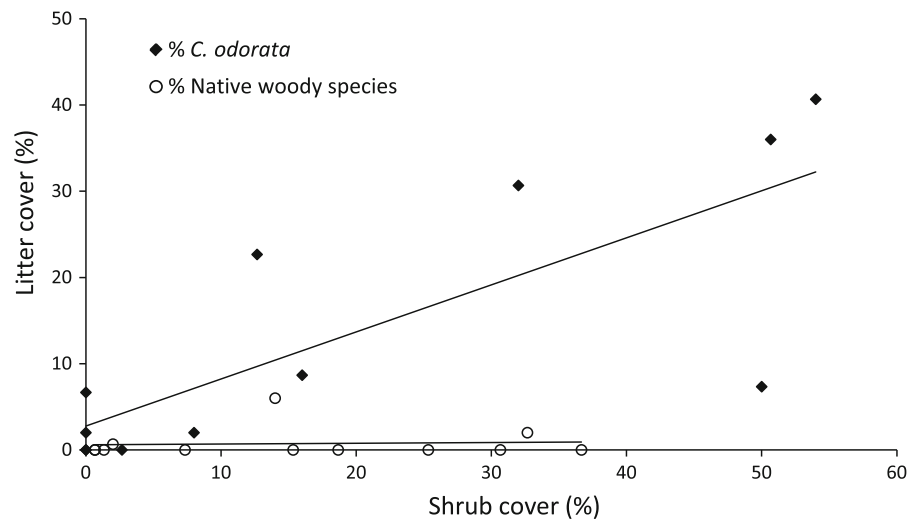 50
◆ % C. odorata
○ % Native woody species
40
30
20
10
0
Litter cover (%)
0 10 20 30 40 50 60
Shrub cover (%)